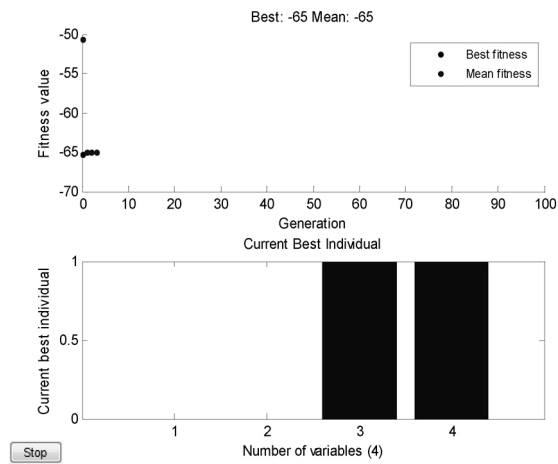 Best: -65 Mean: -65
-50
-55
-60
-65
-70
Fitness value
Best fitness
Mean fitness
0 10 20 30 40 50 60 70 80 90 100
Generation
Current Best Individual
1
0.5
0
Current best individual
1 2 3 4
Number of variables (4)
Stop